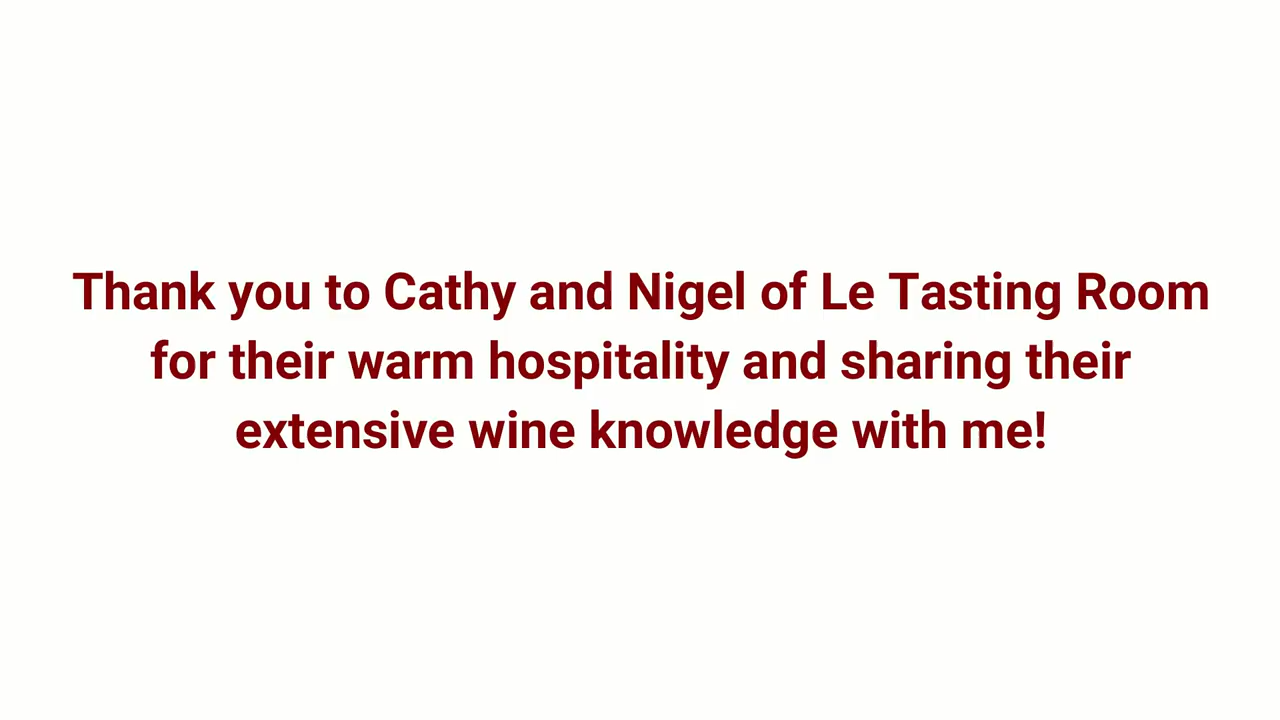 Thank you to Cathy and Nigel of Le Tasting Room
for their warm hospitality and sharing their
extensive wine knowledge with me!